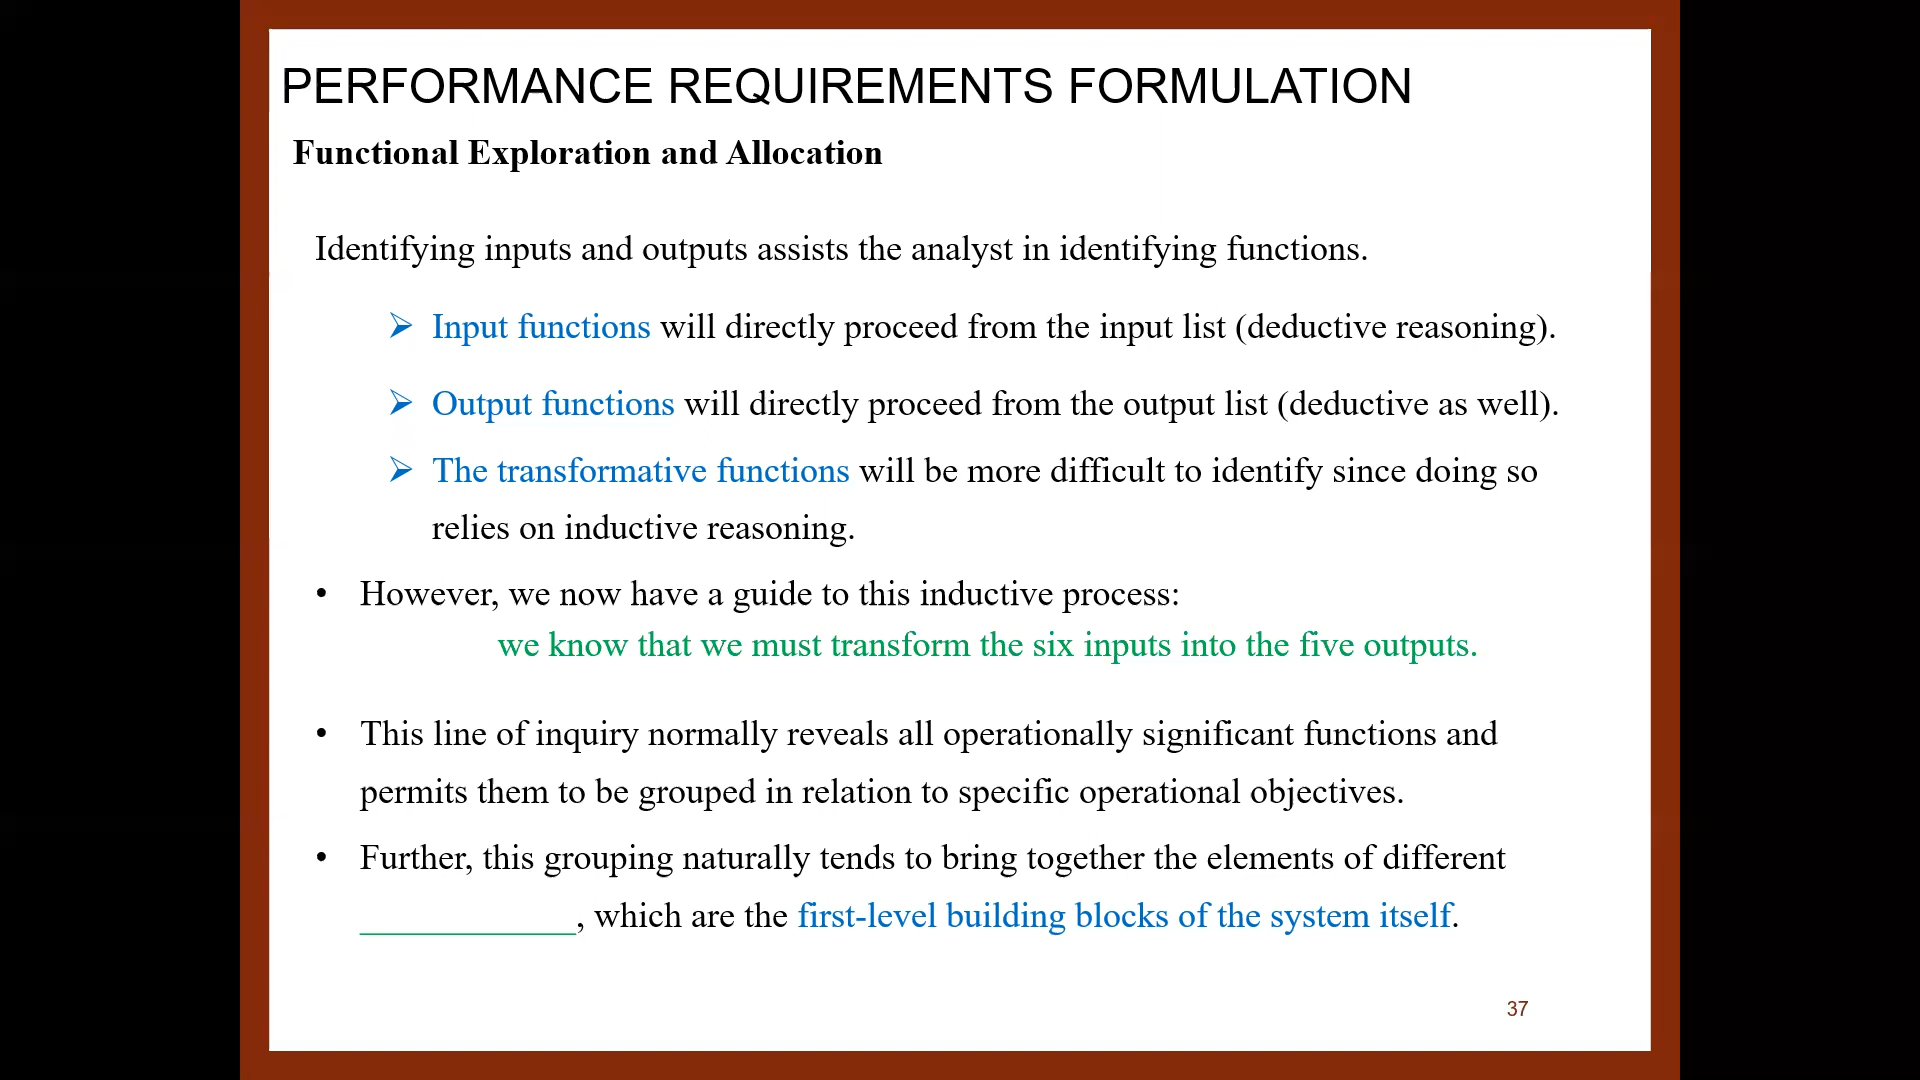 PERFORMANCE REQUIREMENTS FORMULATION
Functional Exploration and Allocation
Identifying inputs and outputs assists the analyst in identifying functions.
➢ Input functions will directly proceed from the input list (deductive reasoning).
➢ Output functions will directly proceed from the output list (deductive as well).
➢ The transformative functions will be more difficult to identify since doing so
relies on inductive reasoning.
• However, we now have a guide to this inductive process:
we know that we must transform the six inputs into the five outputs.
• This line of inquiry normally reveals all operationally significant functions and
permits them to be grouped in relation to specific operational objectives.
• Further, this grouping naturally tends to bring together the elements of different
____________, which are the first-level building blocks of the system itself.
37